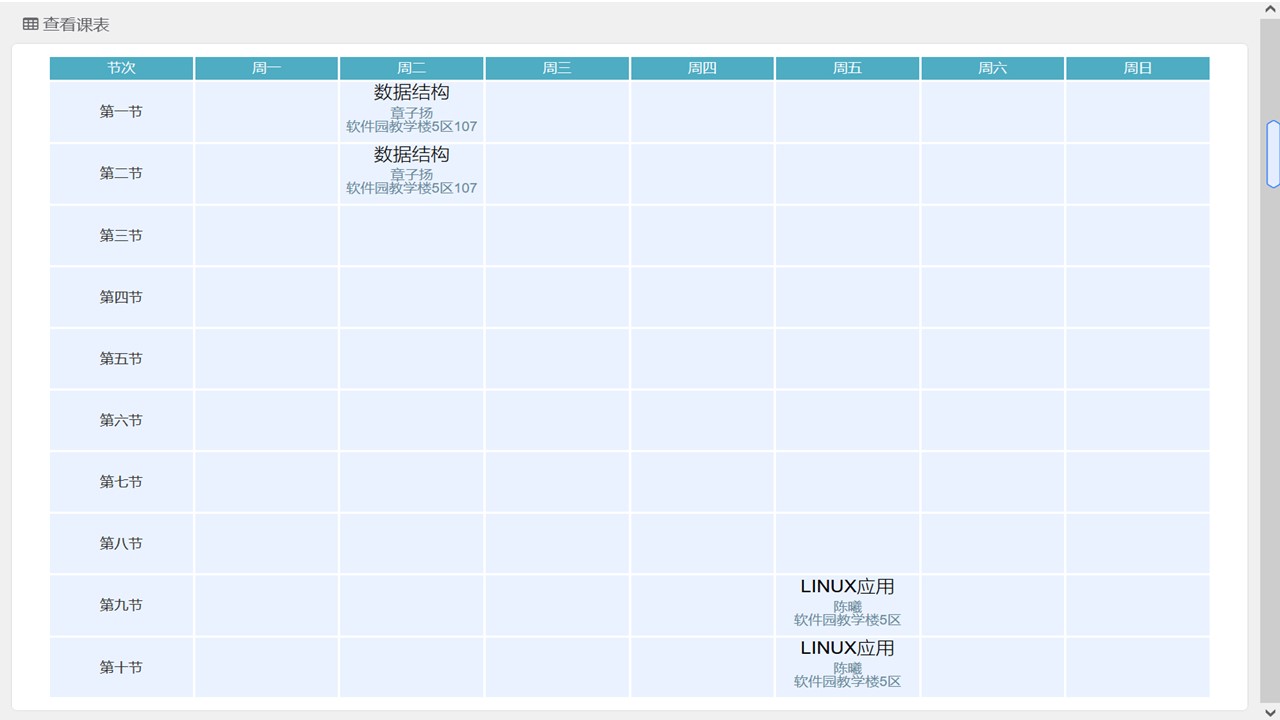 查看课表
节次 周一 周二 周三 周四 周五 周六 周日
第一节
数据结构
章子扬
软件园教学楼5区107
第二节
数据结构
章子扬
软件园教学楼5区107
第三节
第四节
第五节
第六节
第七节
第八节
第九节
LINUX应用
陈曦
软件园教学楼5区
第十节
LINUX应用
陈曦
软件园教学楼5区